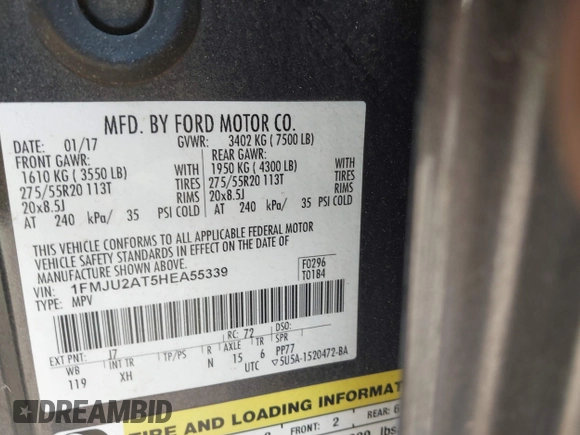 MFD. BY FORD MOTOR CO.
DATE: 01/17 GVWR: 3402 KG ( 7500 LB)
FRONT GAWR: REAR GAWR:
1610 KG ( 3550 LB) WITH 1950 KG ( 4300 LB) WITH
275/55R20 113T TIRES 275/55R20 113T TIRES
20x8.5J RIMS 20x8.5J RIMS
AT 240 kPa/ 35 PSI COLD AT 240 kPa/ 35 PSI COLD
THIS VEHICLE CONFORMS TO ALL APPLICABLE FEDERAL MOTOR
VEHICLE SAFETY STANDARDS IN EFFECT ON THE DATE OF
MANUFACTURE SHOWN ABOVE.
VIN: 1FMJU2AT5HEA55339 F0296
TYPE: MPV T0184
RC: 72 DSO:
EXT PNT: J7 R AXLE TR SPR
WB INT TR TP/PS N 15 6 PP77
119 XH UTC ▽5U5A-1520472-BA
TIRE AND LOADING INFORMAT
FRONT: 2 REAR: 6
lbs
DREAMBID